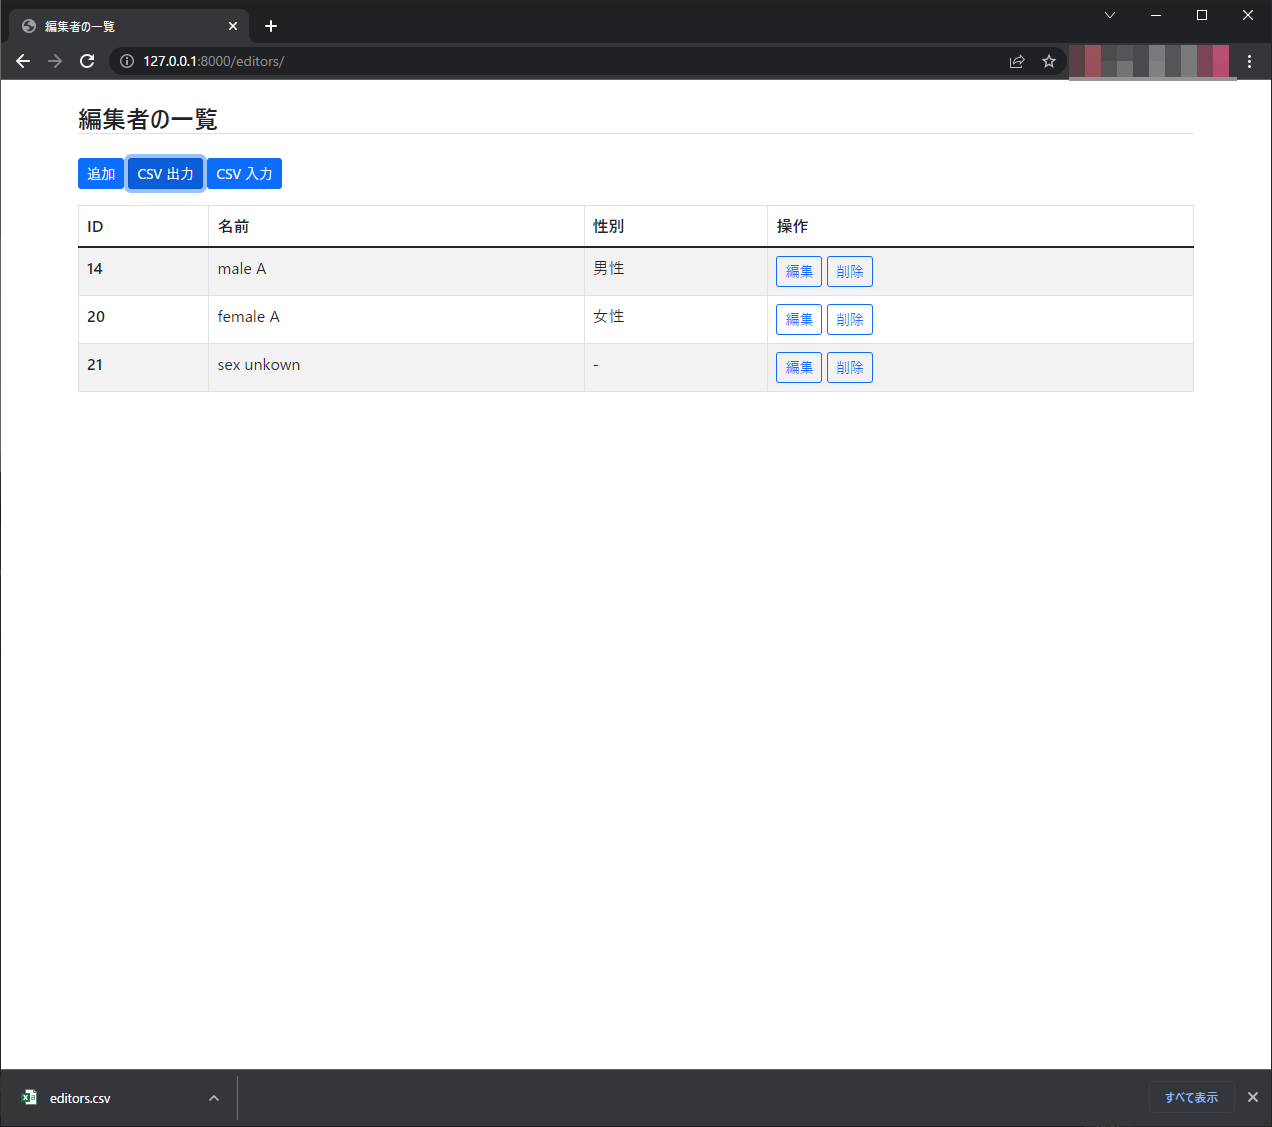 編集者の一覧
127.0.0.1:8000/editors/
編集者の一覧
追加 CSV 出力 CSV 入力
ID 名前 性別 操作
14 male A 男性 編集 削除
20 female A 女性 編集 削除
21 sex unkown - 編集 削除
editors.csv すべて表示